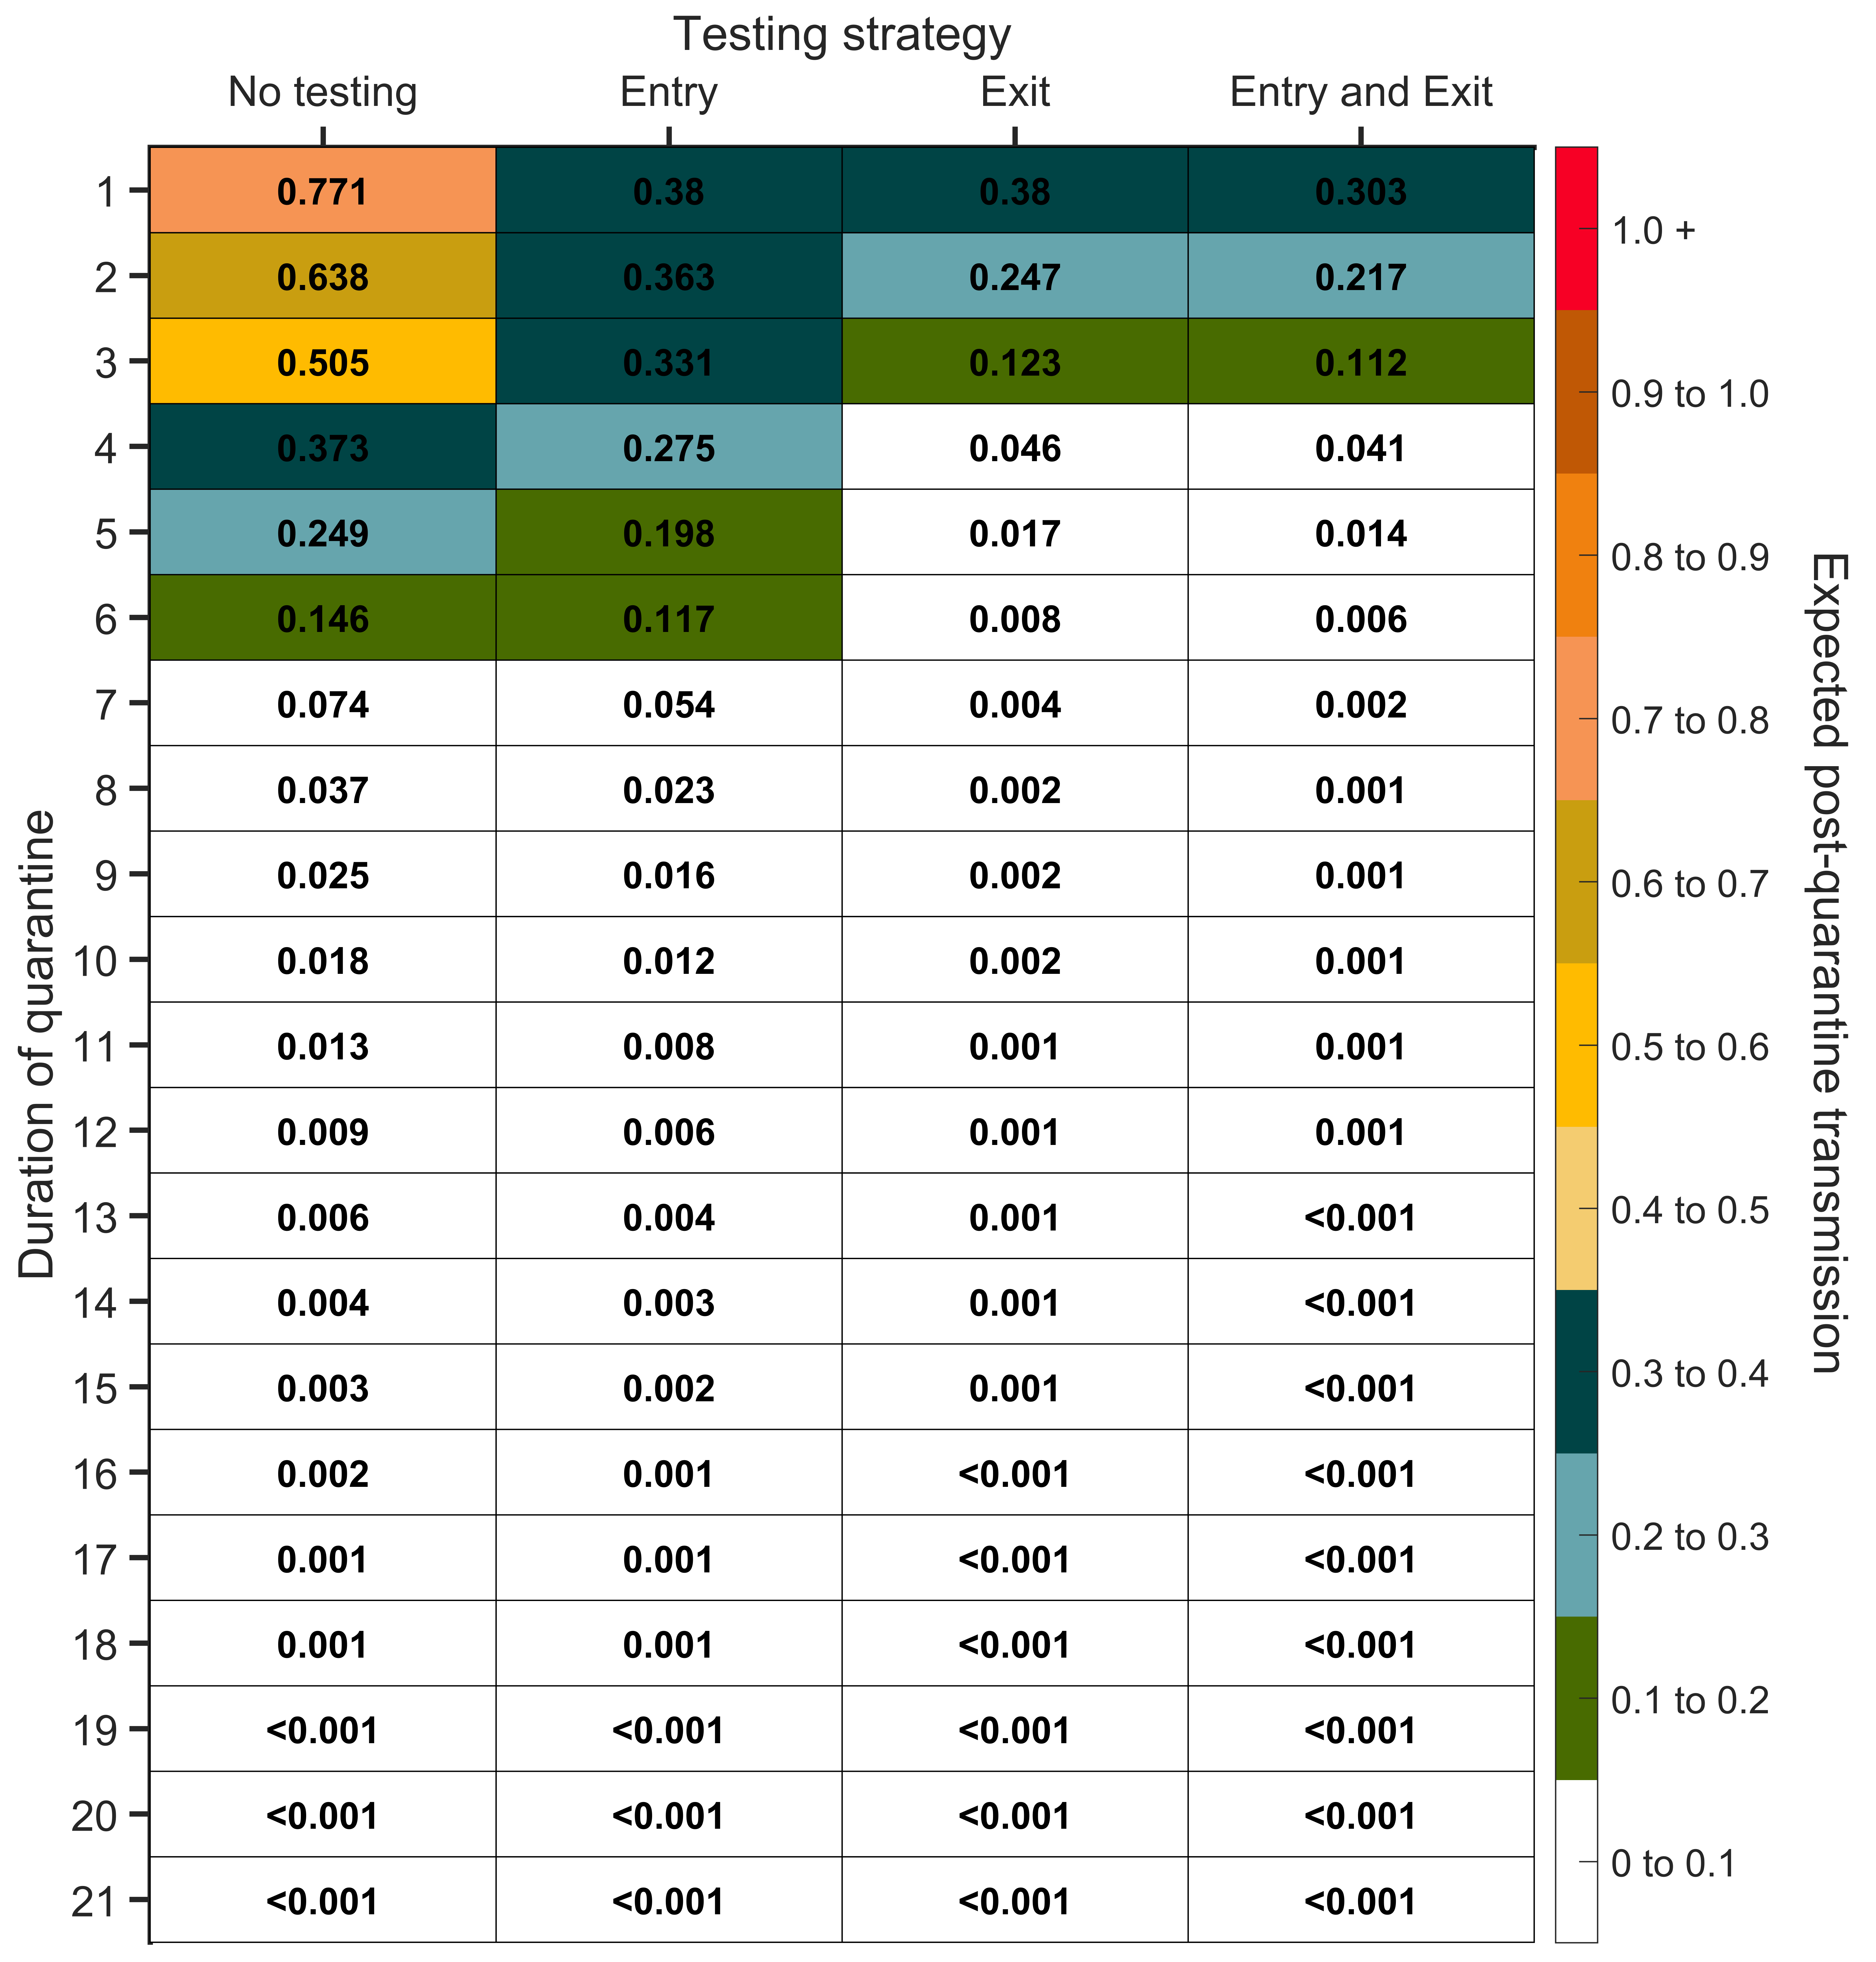 Testing strategy
No testing Entry Exit Entry and Exit
1 0.771 0.38 0.38 0.303
2 0.638 0.363 0.247 0.217
3 0.505 0.331 0.123 0.112
4 0.373 0.275 0.046 0.041
5 0.249 0.198 0.017 0.014
6 0.146 0.117 0.008 0.006
7 0.074 0.054 0.004 0.002
8 0.037 0.023 0.002 0.001
9 0.025 0.016 0.002 0.001
10 0.018 0.012 0.002 0.001
11 0.013 0.008 0.001 0.001
12 0.009 0.006 0.001 0.001
13 0.006 0.004 0.001 <0.001
14 0.004 0.003 0.001 <0.001
15 0.003 0.002 0.001 <0.001
16 0.002 0.001 <0.001 <0.001
17 0.001 0.001 <0.001 <0.001
18 0.001 0.001 <0.001 <0.001
19 <0.001 <0.001 <0.001 <0.001
20 <0.001 <0.001 <0.001 <0.001
21 <0.001 <0.001 <0.001 <0.001
Duration of quarantine
1.0 +
0.9 to 1.0
0.8 to 0.9
0.7 to 0.8
0.6 to 0.7
0.5 to 0.6
0.4 to 0.5
0.3 to 0.4
0.2 to 0.3
0.1 to 0.2
0 to 0.1
Expected post-quarantine transmission